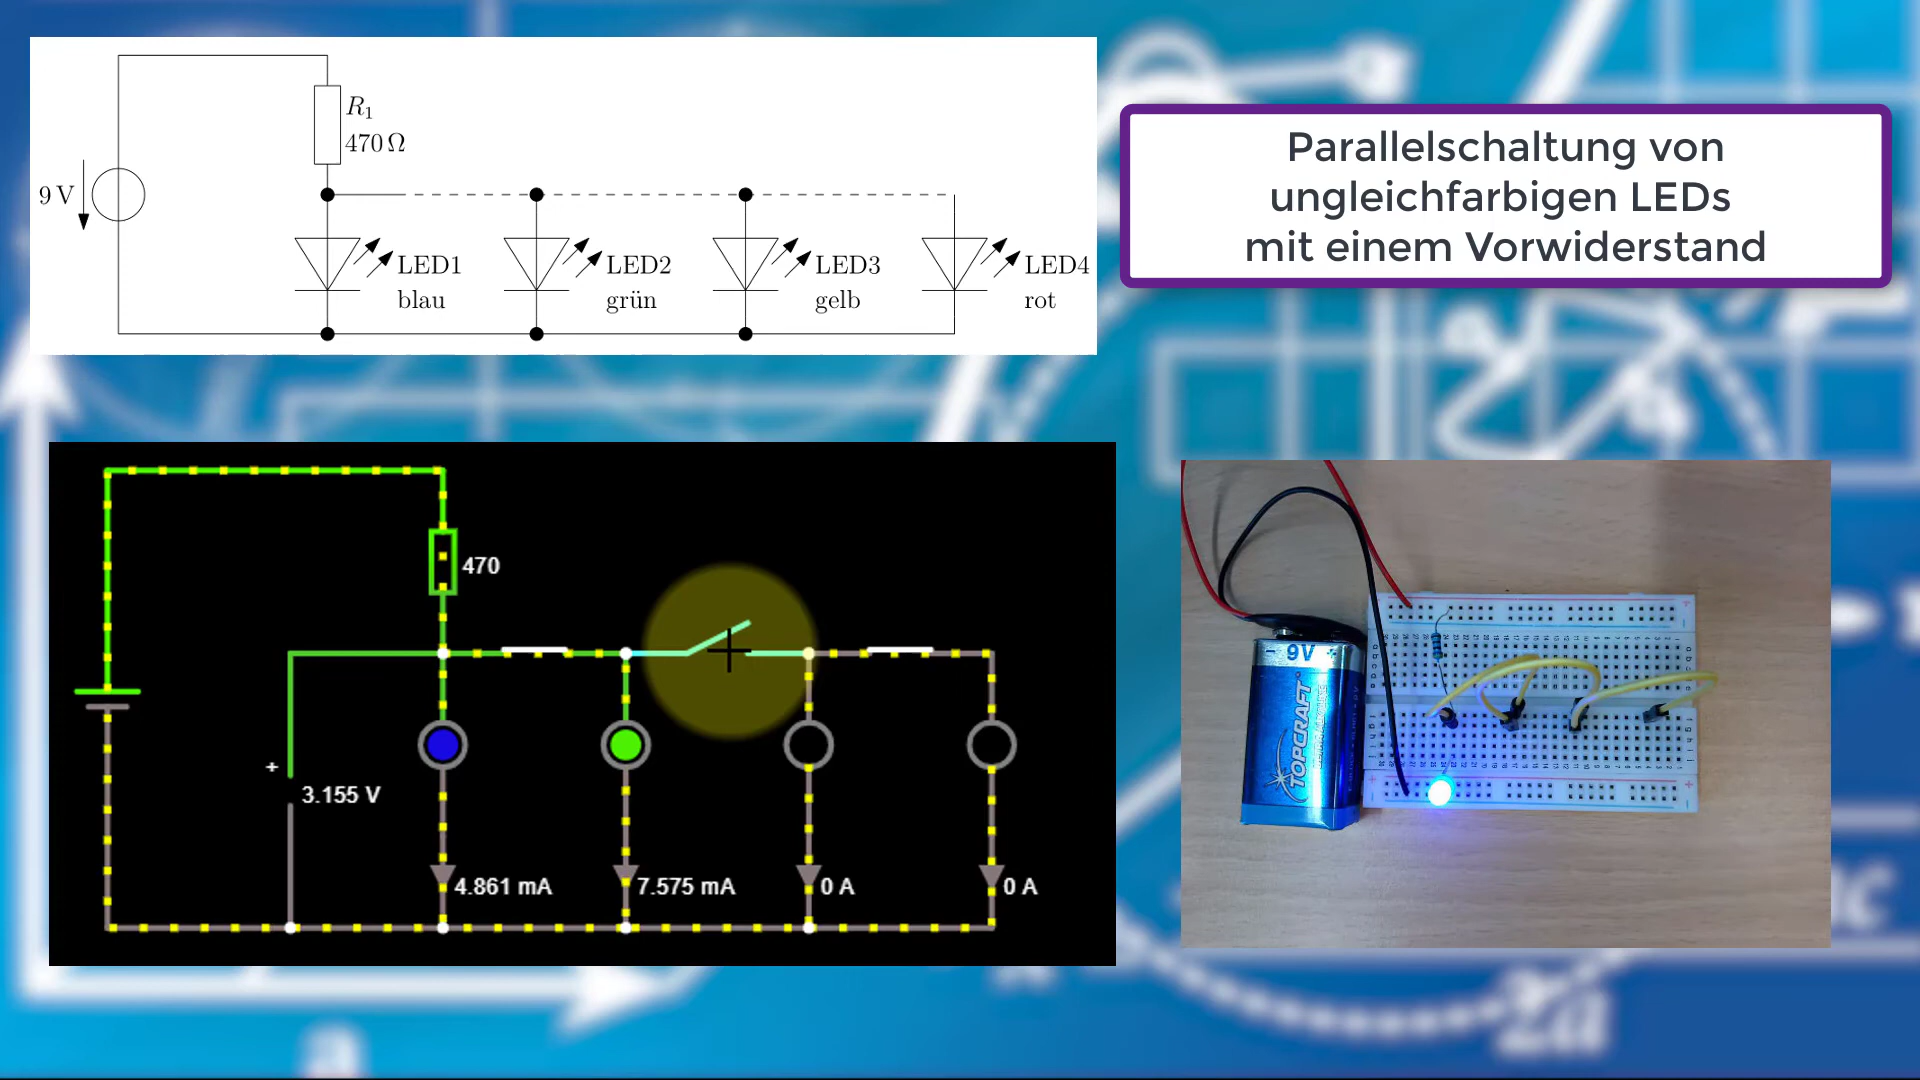 R1
470 Ω
9 V
LED1
blau
LED2
grün
LED3
gelb
LED4
rot
Parallelschaltung von
ungleichfarbigen LEDs
mit einem Vorwiderstand
470
+
3.155 V
4.861 mA
7.575 mA
0 A
0 A
- 9V +
TOPCRAFT
a
2a